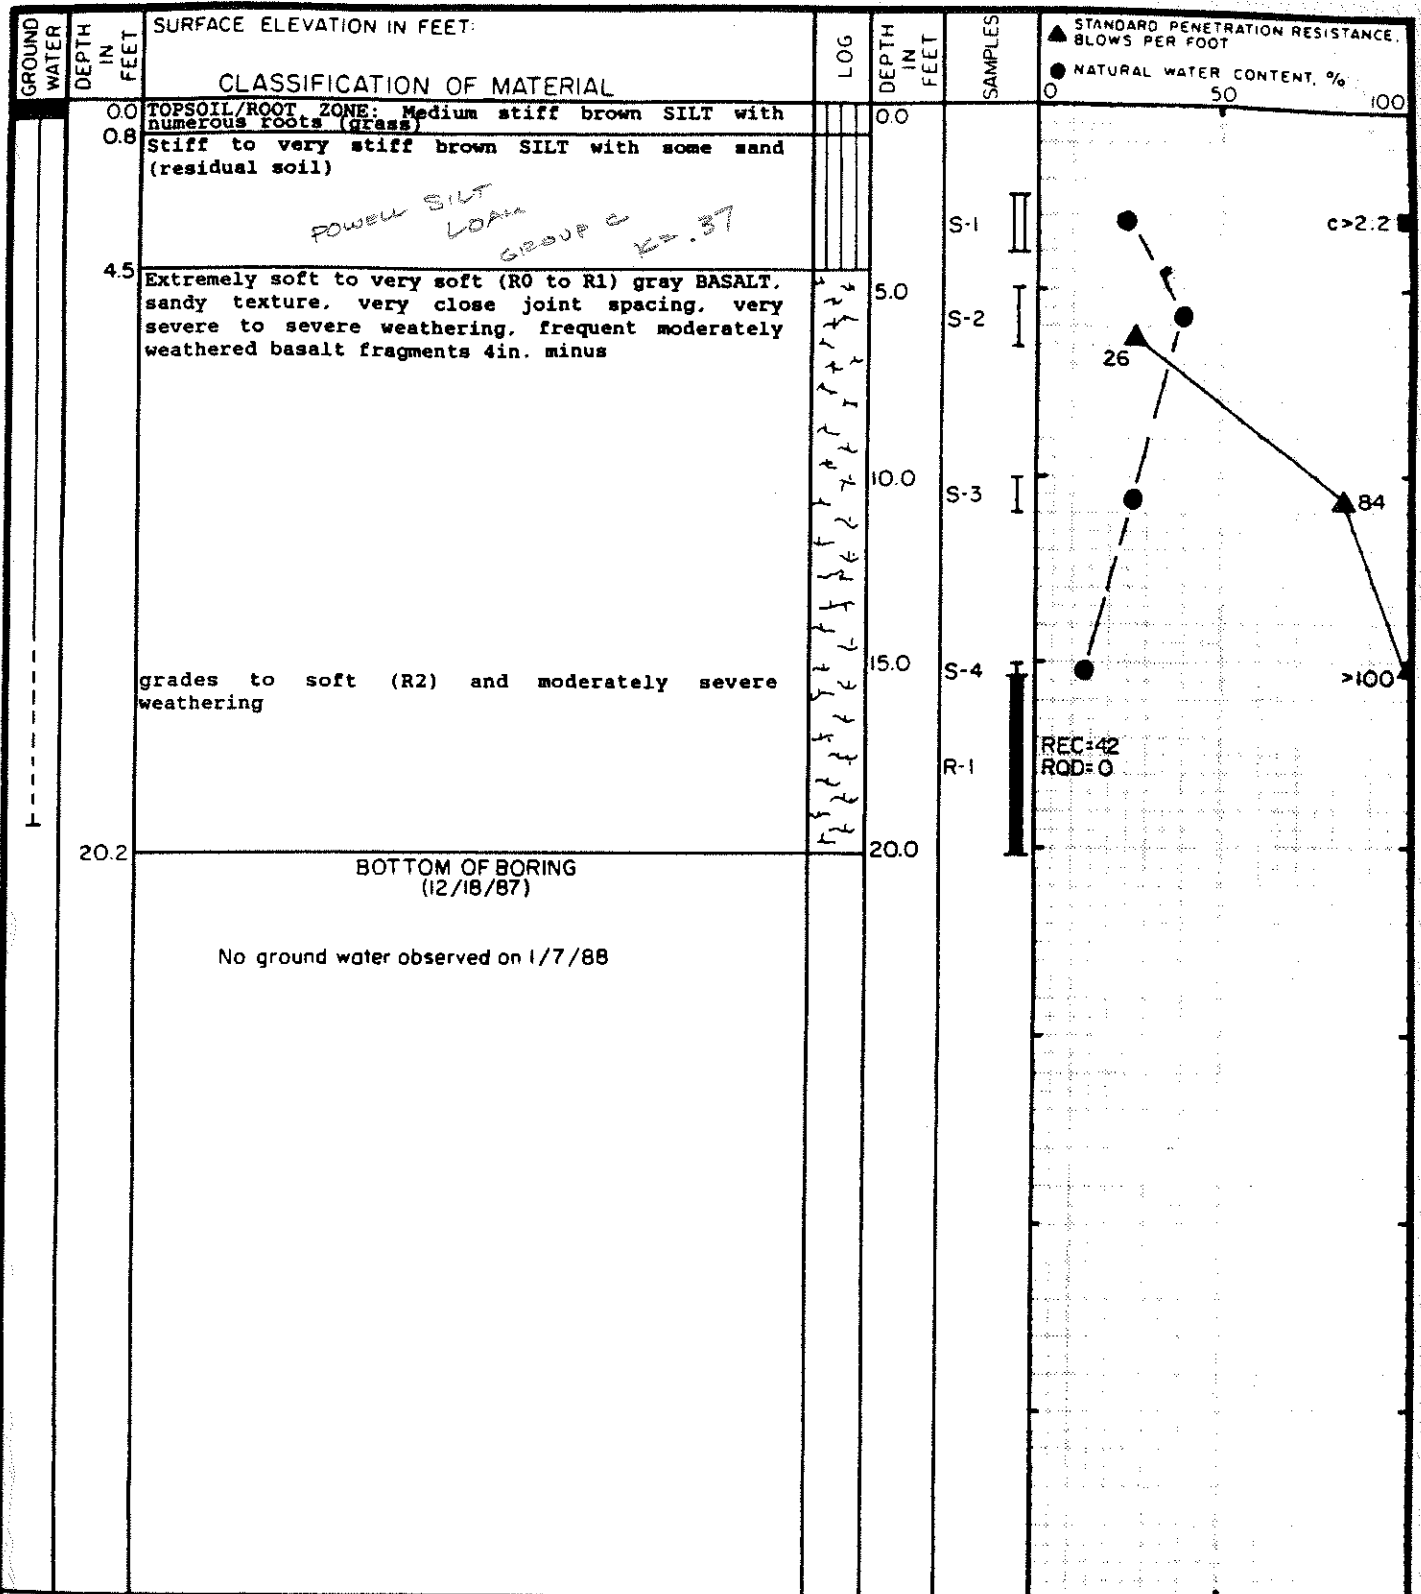 GROUND
WATER
DEPTH
IN
FEET
SURFACE ELEVATION IN FEET:
CLASSIFICATION OF MATERIAL
LOG
DEPTH
IN
FEET
SAMPLES
▲ STANDARD PENETRATION RESISTANCE,
BLOWS PER FOOT
● NATURAL WATER CONTENT, %
0 50 100
0.0 TOPSOIL/ROOT ZONE: Medium stiff brown SILT with
numerous roots (grass)
0.0
0.8
Stiff to very stiff brown SILT with some sand
(residual soil)
POWELL SILT
LOAM
GROUP C
K=.37
S-1
c>2.2
4.5
Extremely soft to very soft (R0 to R1) gray BASALT,
sandy texture, very close joint spacing, very
severe to severe weathering, frequent moderately
weathered basalt fragments 4in. minus
5.0
S-2
26
10.0
S-3
84
15.0
S-4
>100
grades to soft (R2) and moderately severe
weathering
R-1
REC=42
RQD=0
20.2
20.0
BOTTOM OF BORING
(12/18/87)
No ground water observed on 1/7/88